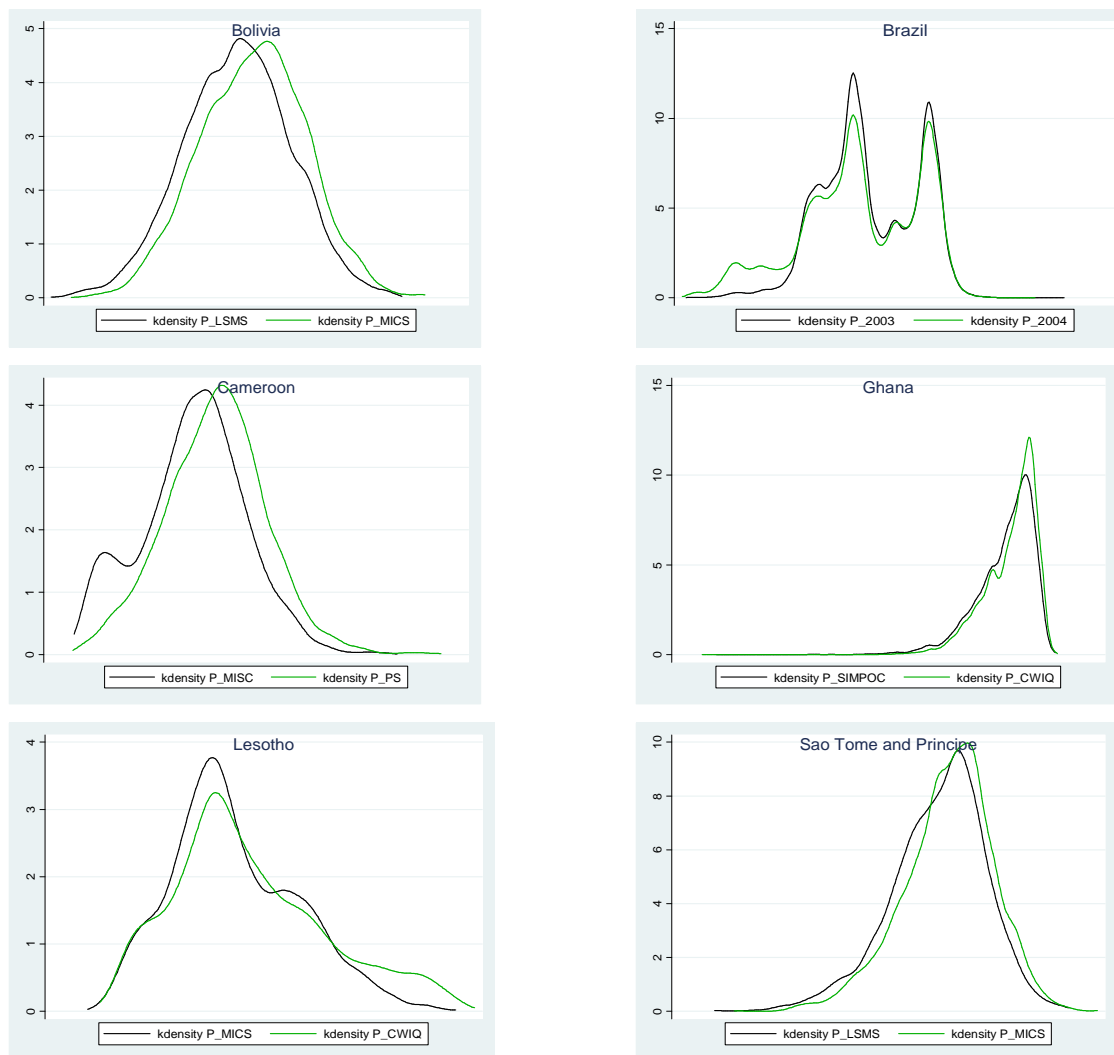 Bolivia
5
4
3
2
1
0
kdensity P_LSMS kdensity P_MICS
Brazil
15
10
5
0
kdensity P_2003 kdensity P_2004
Cameroon
4
3
2
1
0
kdensity P_MISC kdensity P_PS
Ghana
15
10
5
0
kdensity P_SIMPOC kdensity P_CWIQ
Lesotho
4
3
2
1
0
kdensity P_MICS kdensity P_CWIQ
Sao Tome and Principe
10
8
6
4
2
0
kdensity P_LSMS kdensity P_MICS